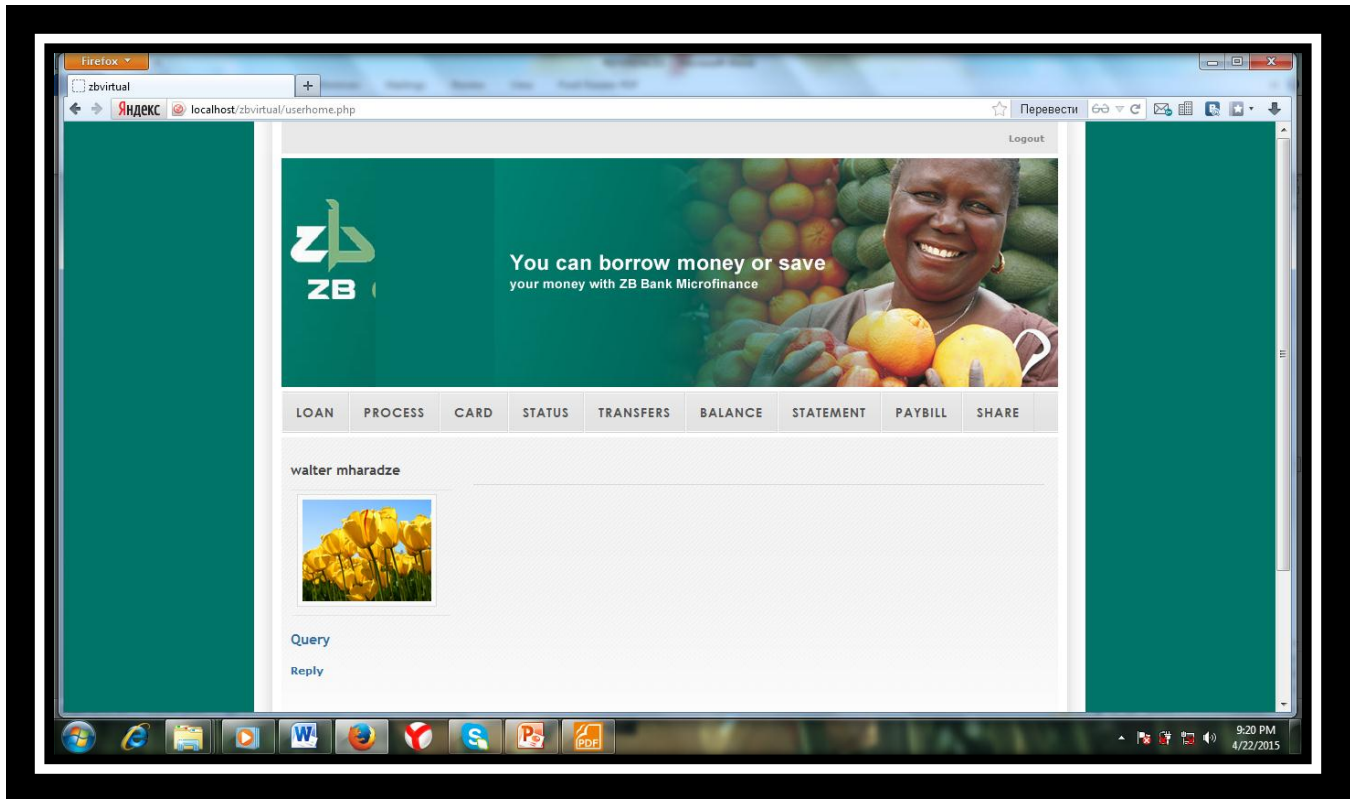 Firefox
zbvirtual
+
Яндекс localhost/zbvirtual/userhome.php Перевести
Logout
zb
ZB
You can borrow money or save
your money with ZB Bank Microfinance
LOAN PROCESS CARD STATUS TRANSFERS BALANCE STATEMENT PAYBILL SHARE
walter mharadze
Query
Reply
PDF
9:20 PM
4/22/2015